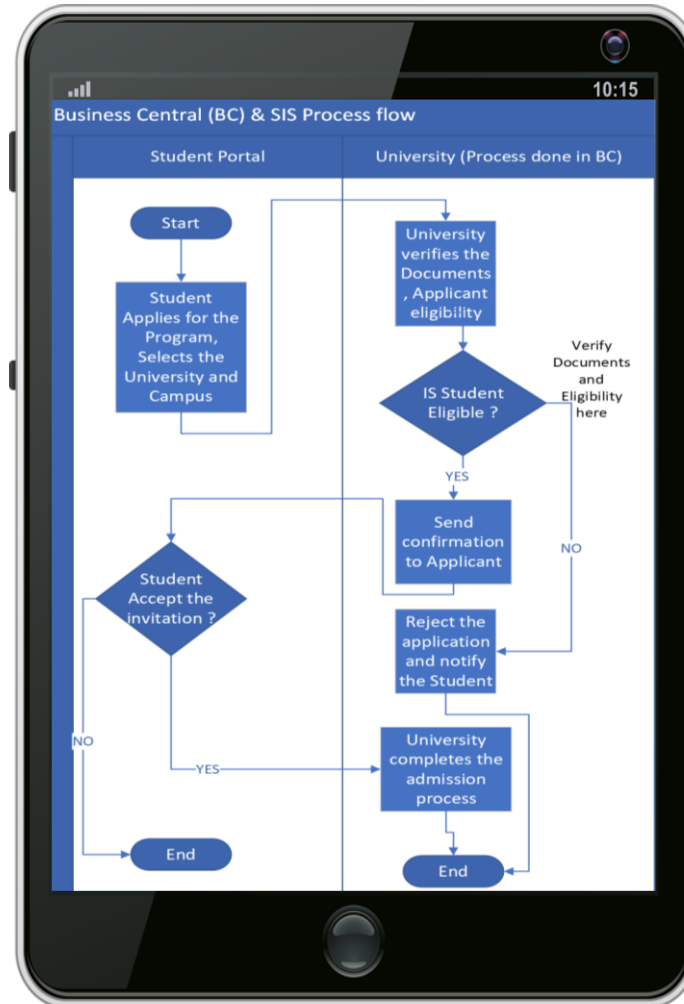 10:15
Business Central (BC) & SIS Process flow
Student Portal
University (Process done in BC)
Start
Student
Applies for the
Program,
Selects the
University and
Campus
University
verifies the
Documents
, Applicant
eligibility
IS Student
Eligible ?
Verify
Documents
and
Eligibility
here
YES
NO
Send
confirmation
to Applicant
Student
Accept the
invitation ?
Reject the
application
and notify
the Student
NO
YES
University
completes the
admission
process
End
End